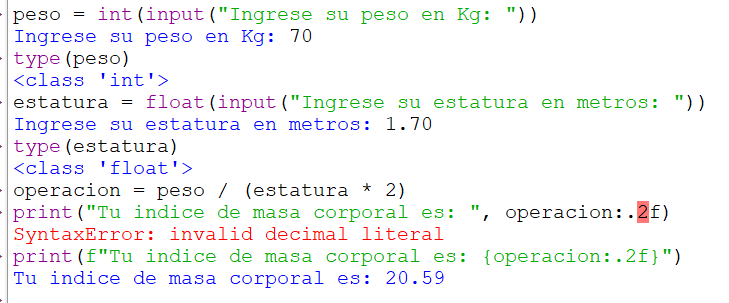 peso = int(input("Ingrese su peso en Kg: "))
Ingrese su peso en Kg: 70
type(peso)
<class 'int'>
estatura = float(input("Ingrese su estatura en metros: "))
Ingrese su estatura en metros: 1.70
type(estatura)
<class 'float'>
operacion = peso / (estatura * 2)
print("Tu indice de masa corporal es: ", operacion:.2f)
SyntaxError: invalid decimal literal
print(f"Tu indice de masa corporal es: {operacion:.2f}")
Tu indice de masa corporal es: 20.59